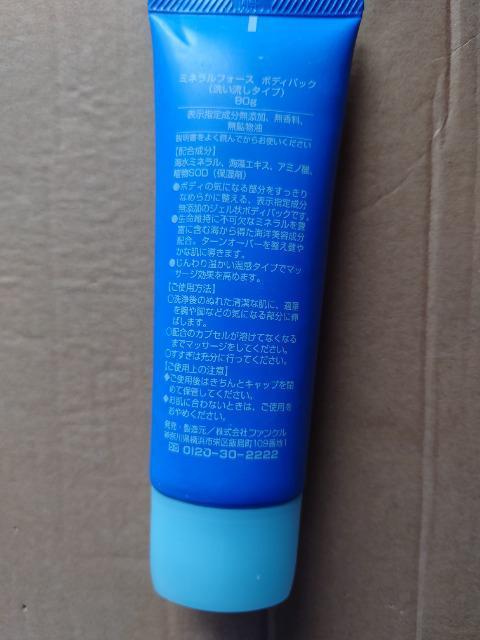 ミネラルフォース ボディパック
(洗い流しタイプ)
80g
表示指定成分無添加、無香料、
無鉱物油
説明書をよく読んでからお使いください
【配合成分】
海水ミネラル、海藻エキス、アミノ酸、
植物SOD(保湿剤)
●ボディの気になる部分をすっきり
なめらかに整える、表示指定成分
無添加のジェル状ボディパックです。
●生命維持に不可欠なミネラルを豊
富に含む海から得た海洋美容成分
配合。ターンオーバーを整え健や
かな肌に導きます。
●じんわり温かい温感タイプでマッ
サージ効果を高めます。
【ご使用方法】
○洗浄後のぬれた清潔な肌に、適量
を腕や脚などの気になる部分に伸
ばします。
○配合のカプセルが溶けてなくなる
までマッサージをしてください。
○すすぎは充分に行ってください。
【ご使用上の注意】
◆ご使用後はきちんとキャップを閉
めて保管してください。
◆お肌に合わないときは、ご使用を
おやめください。
発売・製造元/株式会社ファンケル
神奈川県横浜市栄区飯島町109番地1
0120-30-2222